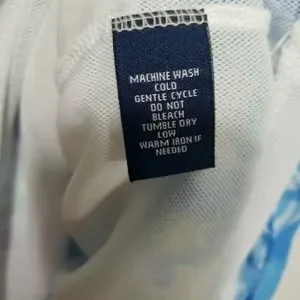 MACHINE WASH
COLD
GENTLE CYCLE
DO NOT
BLEACH
TUMBLE DRY
LOW
WARM IRON IF
NEEDED